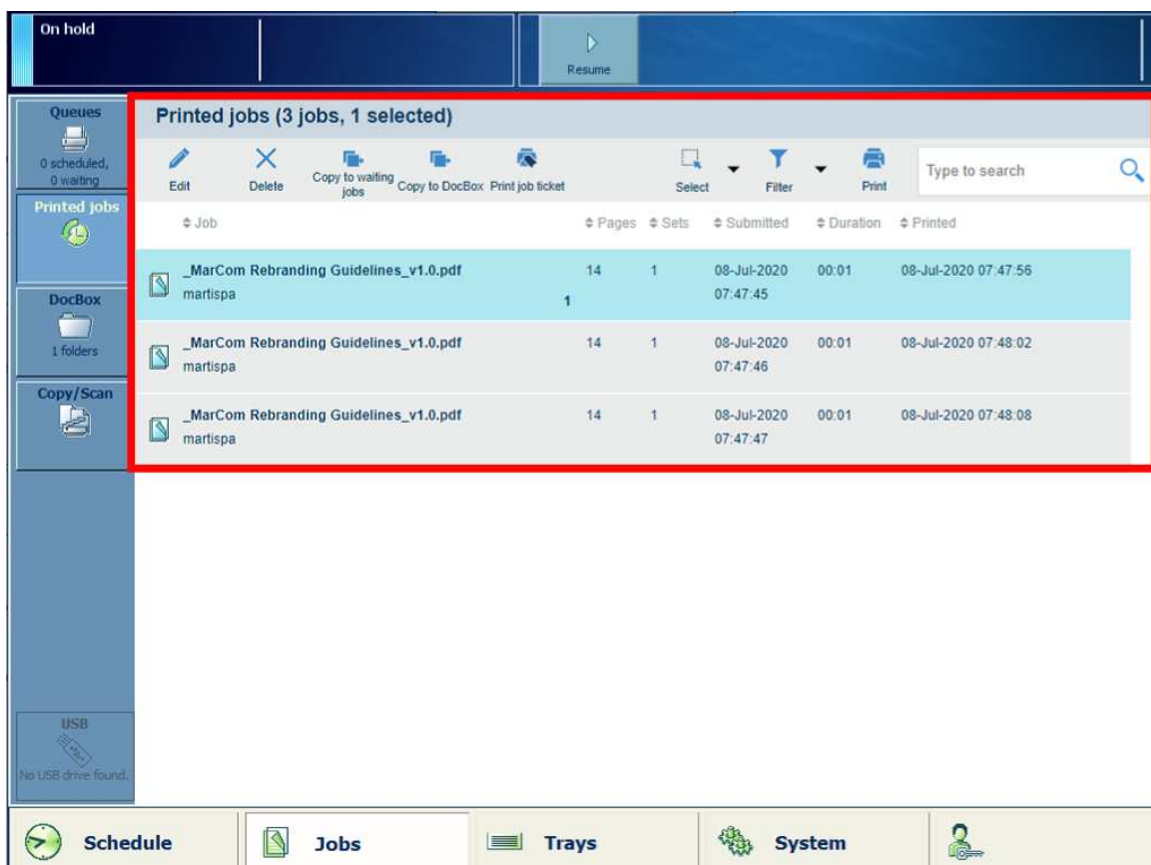 On hold
Resume
Queues
0 scheduled,
0 waiting
Printed jobs
DocBox
1 folders
Copy/Scan
USB
No USB drive found.
Printed jobs (3 jobs, 1 selected)
Edit
Delete
Copy to waiting
jobs
Copy to DocBox
Print job ticket
Select
Filter
Print
Type to search
Job Pages Sets Submitted Duration Printed
_MarCom Rebranding Guidelines_v1.0.pdf 14 1 08-Jul-2020 00:01 08-Jul-2020 07:47:56
martispa 1 07:47:45
_MarCom Rebranding Guidelines_v1.0.pdf 14 1 08-Jul-2020 00:01 08-Jul-2020 07:48:02
martispa 07:47:46
_MarCom Rebranding Guidelines_v1.0.pdf 14 1 08-Jul-2020 00:01 08-Jul-2020 07:48:08
martispa 07:47:47
Schedule
Jobs
Trays
System